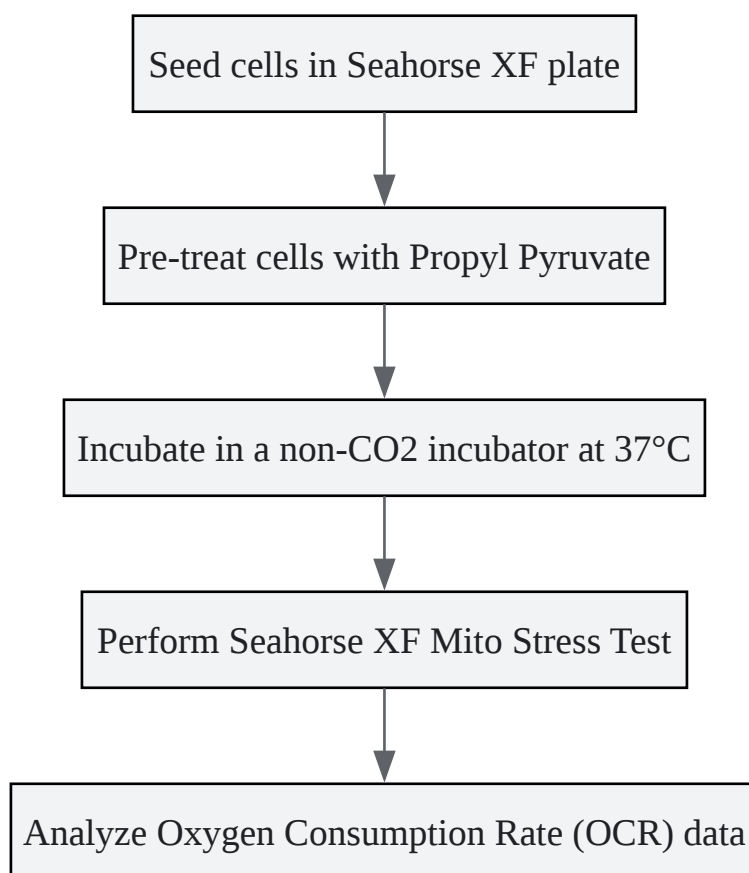 Seed cells in Seahorse XF plate
Pre-treat cells with Propyl Pyruvate
Incubate in a non-CO2 incubator at 37°C
Perform Seahorse XF Mito Stress Test
Analyze Oxygen Consumption Rate (OCR) data